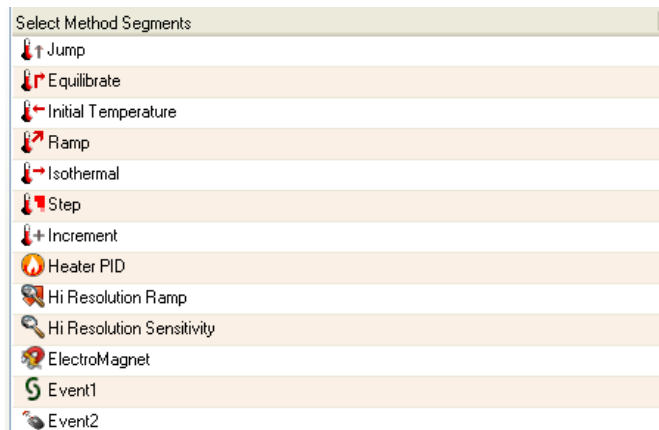 Select Method Segments
Jump
Equilibrate
Initial Temperature
Ramp
Isothermal
Step
Increment
Heater PID
Hi Resolution Ramp
Hi Resolution Sensitivity
ElectroMagnet
Event1
Event2